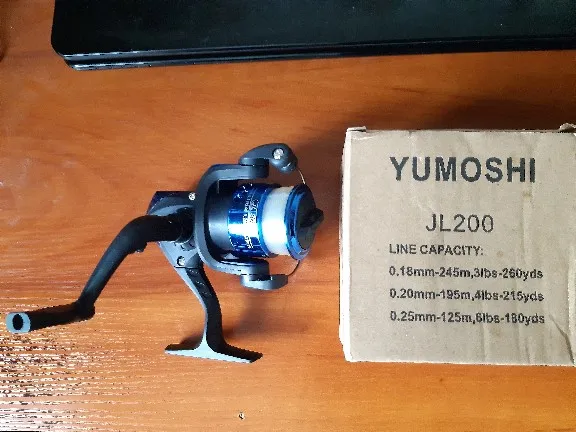 YUMOSHI
JL200
LINE CAPACITY:
0.18mm-245m,3lbs-260yds
0.20mm-195m,4lbs-215yds
0.25mm-125m,6lbs-180yds